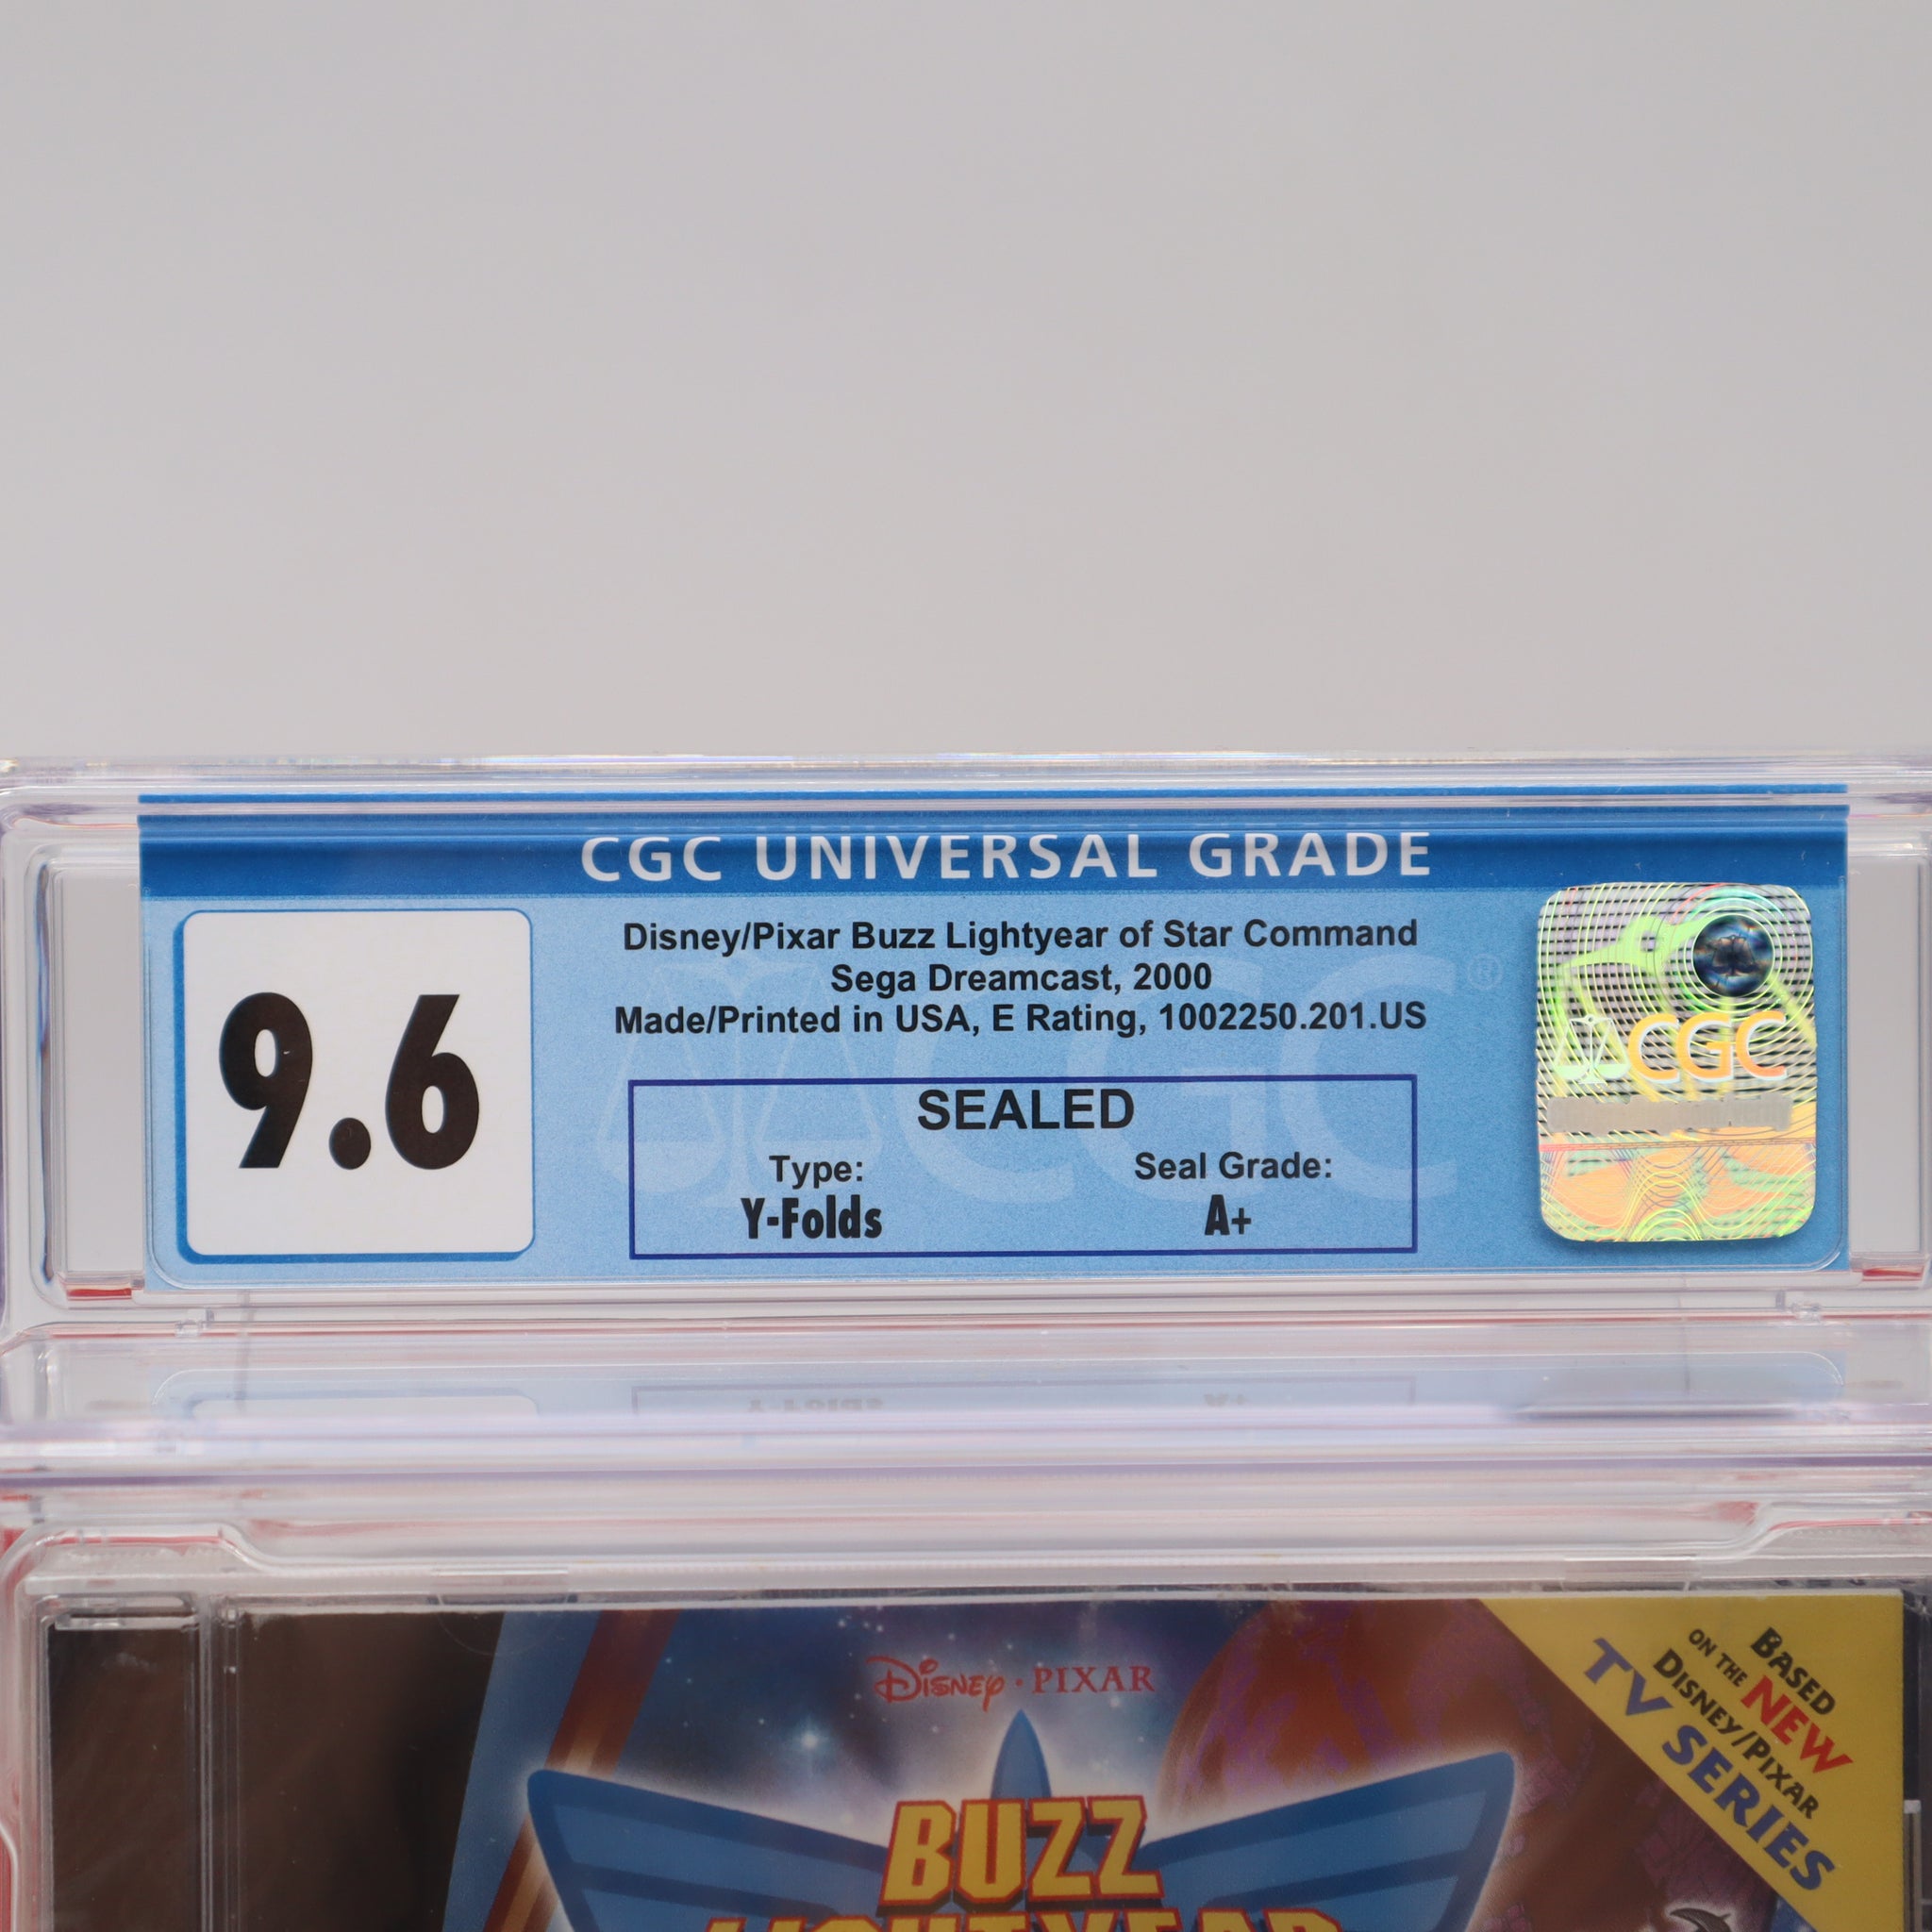 CGC UNIVERSAL GRADE
9.6
Disney/Pixar Buzz Lightyear of Star Command
Sega Dreamcast, 2000
Made/Printed in USA, E Rating, 1002250.201.US
SEALED
Type:
Y-Folds
Seal Grade:
A+
CGC
CGC®
DISNEY · PIXAR
BASED
ON THE NEW
DISNEY/PIXAR
TV SERIES
BUZZ
LIGHTYEAR